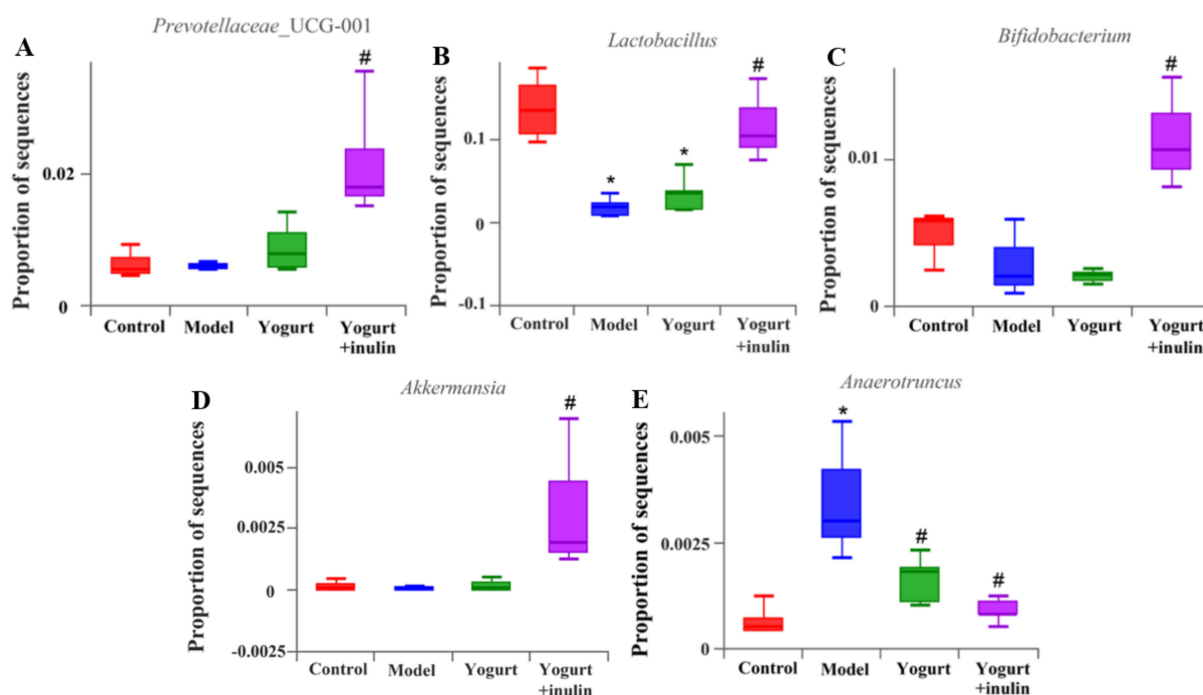 A
Prevotellaceae_UCG-001
Proportion of sequences
0.02
0
#
Control
Model
Yogurt
Yogurt
+inulin
B
Lactobacillus
Proportion of sequences
0.1
0
-0.1
*
*
#
Control
Model
Yogurt
Yogurt
+inulin
C
Bifidobacterium
Proportion of sequences
0.01
0
#
Control
Model
Yogurt
Yogurt
+inulin
D
Akkermansia
Proportion of sequences
0.005
0.0025
0
-0.0025
#
Control
Model
Yogurt
Yogurt
+inulin
E
Anaerotruncus
Proportion of sequences
0.005
0.0025
0
*
#
#
Control
Model
Yogurt
Yogurt
+inulin